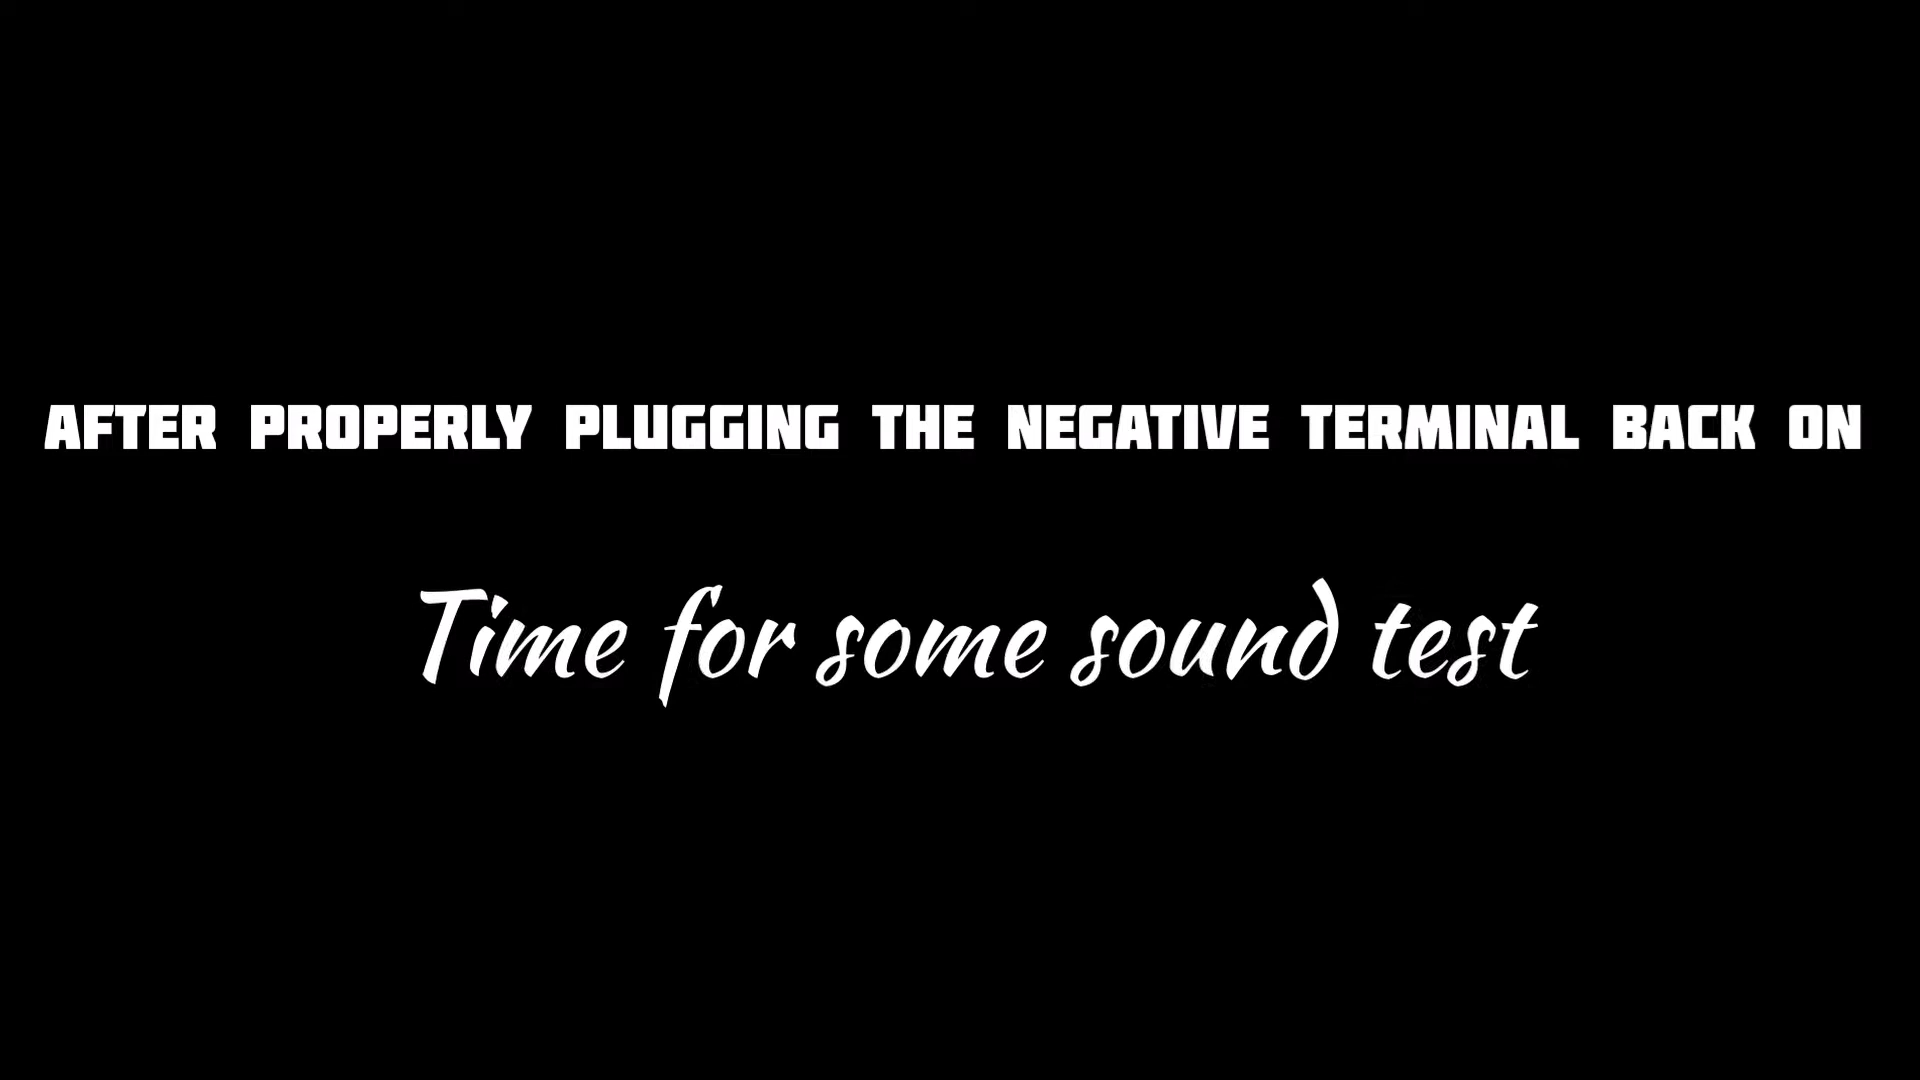 AFTER PROPERLY PLUGGING THE NEGATIVE TERMINAL BACK ON
Time for some sound test